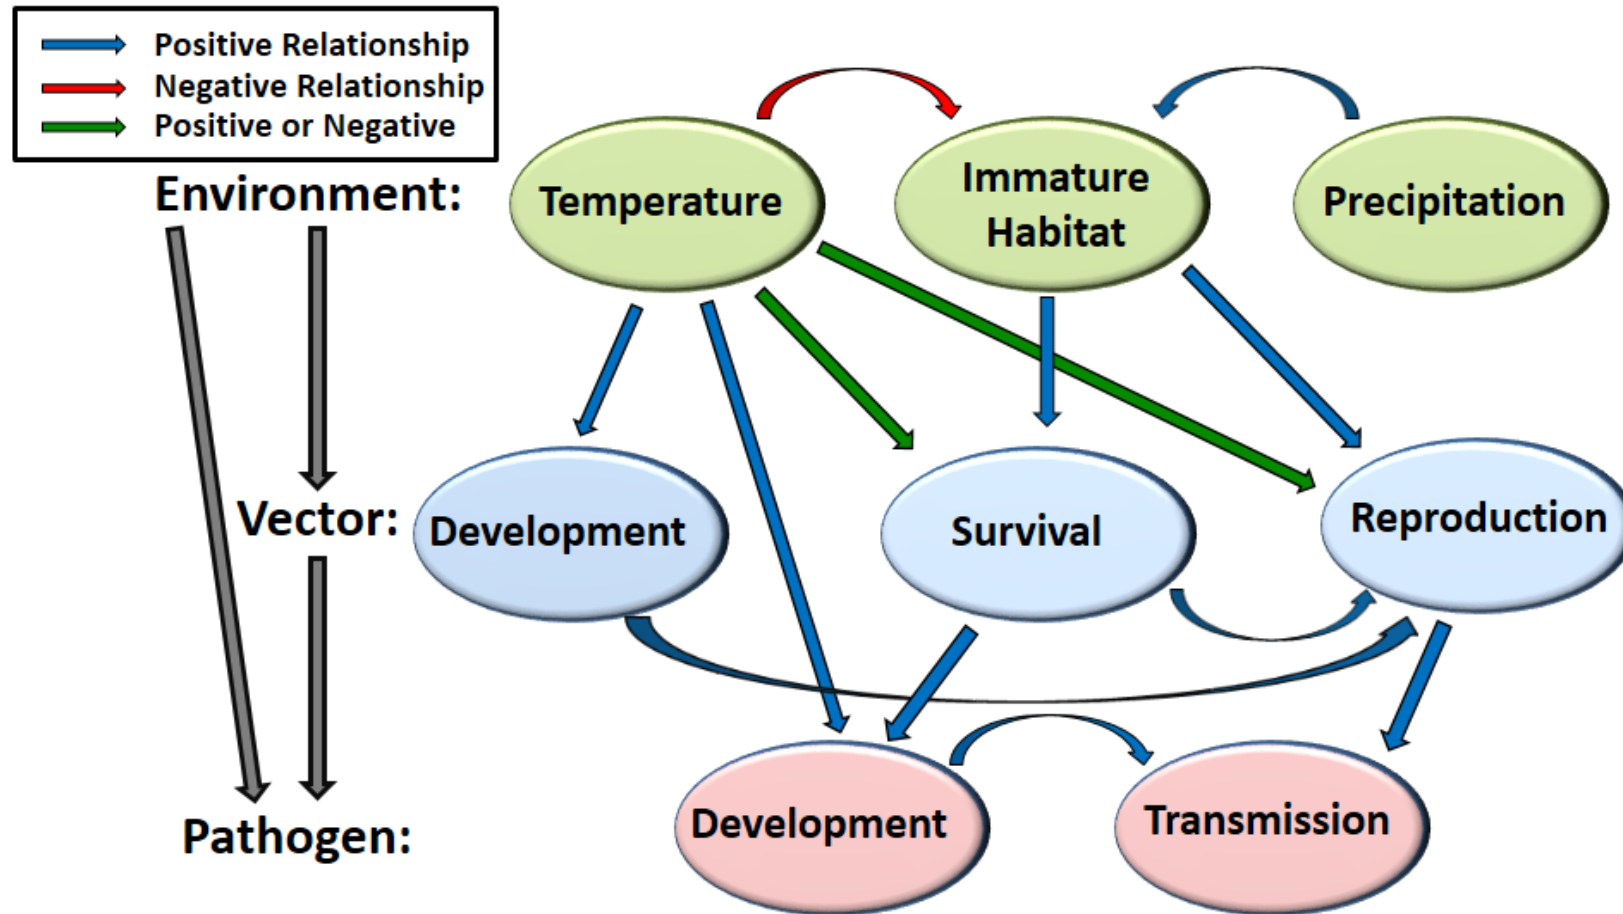 Positive Relationship
Negative Relationship
Positive or Negative
Environment:
Temperature
Immature
Habitat
Precipitation
Vector:
Development
Survival
Reproduction
Pathogen:
Development
Transmission